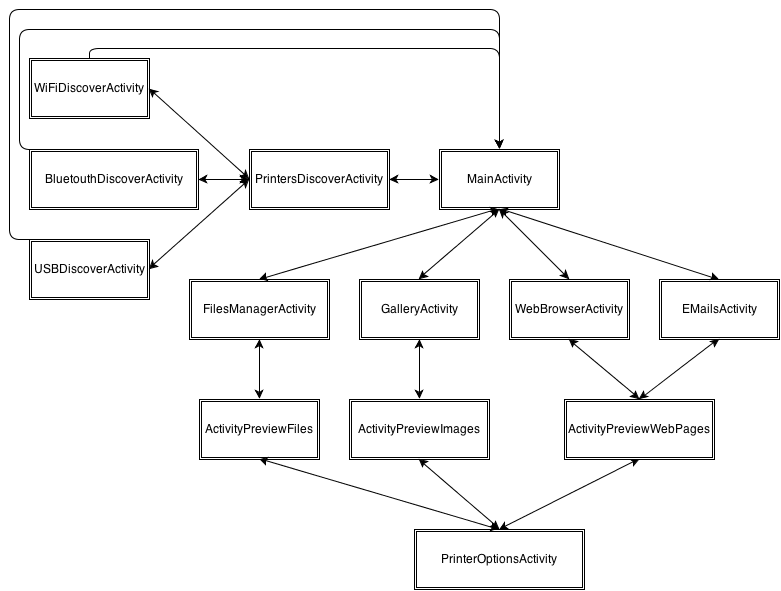 WiFiDiscoverActivity
BluetouthDiscoverActivity
PrintersDiscoverActivity
MainActivity
USBDiscoverActivity
FilesManagerActivity
GalleryActivity
WebBrowserActivity
EMailsActivity
ActivityPreviewFiles
ActivityPreviewImages
ActivityPreviewWebPages
PrinterOptionsActivity